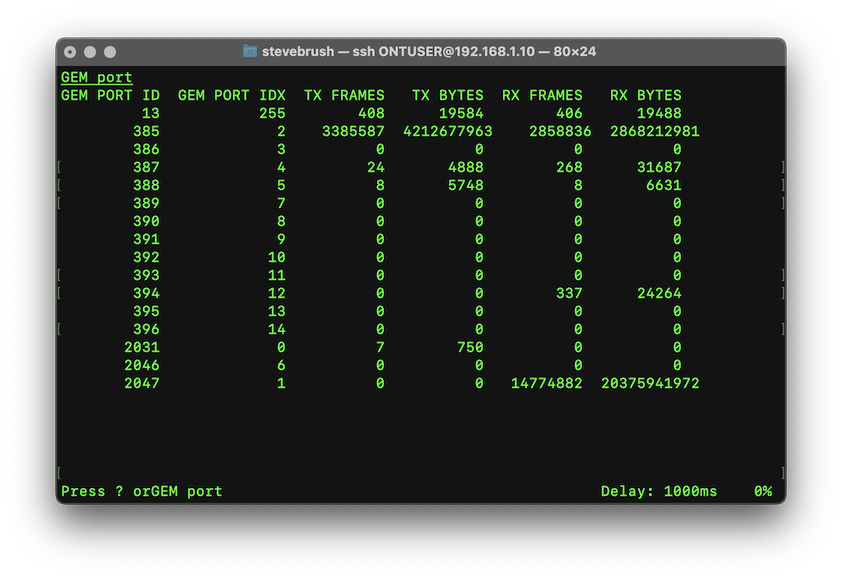 stevebrush — ssh ONTUSER@192.168.1.10 — 80×24
GEM port
GEM PORT ID  GEM PORT IDX  TX FRAMES   TX BYTES  RX FRAMES   RX BYTES
13 255 408 19584 406 19488
385 2 3385587 4212677963 2858836 2868212981
386 3 0 0 0 0
[ 387 4 24 4888 268 31687 ]
[ 388 5 8 5748 8 6631 ]
[ 389 7 0 0 0 0 ]
390 8 0 0 0 0
391 9 0 0 0 0
392 10 0 0 0 0
[ 393 11 0 0 0 0 ]
[ 394 12 0 0 337 24264 ]
395 13 0 0 0 0
[ 396 14 0 0 0 0 ]
2031 0 7 750 0 0
2046 6 0 0 0 0
2047 1 0 0 14774882 20375941972
[ ]
Press ? orGEM port Delay: 1000ms 0%